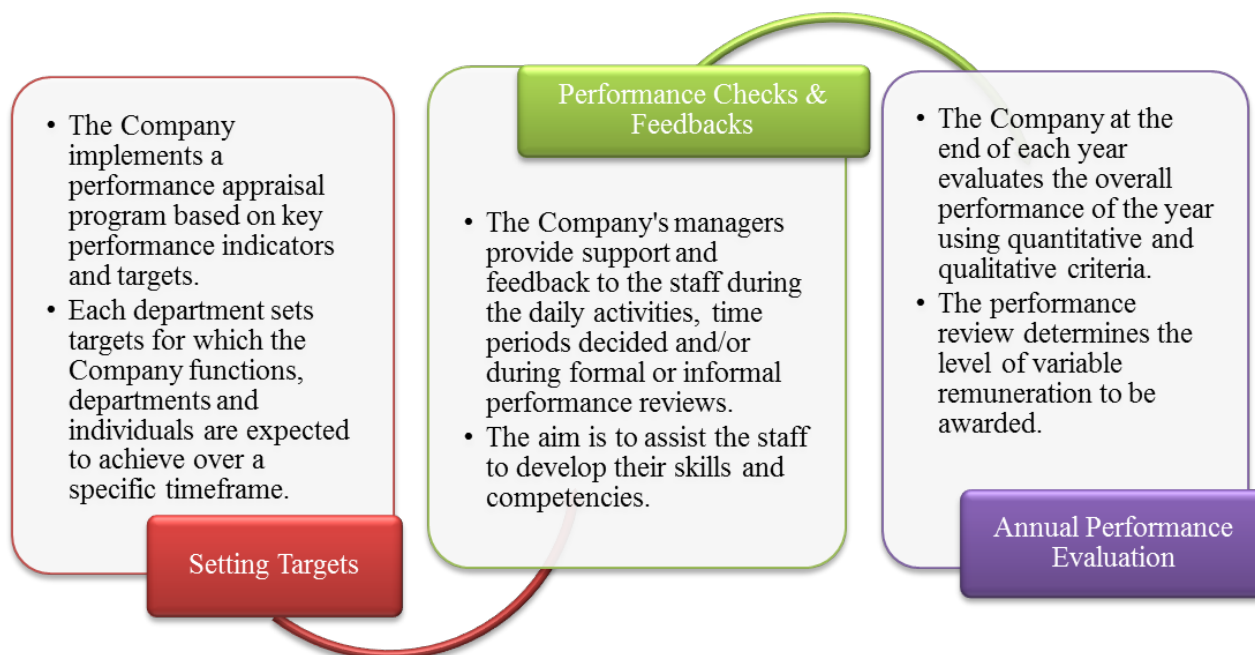 • The Company
implements a
performance appraisal
program based on key
performance indicators
and targets.
• Each department sets
targets for which the
Company functions,
departments and
individuals are expected
to achieve over a
specific timeframe.
Setting Targets
Performance Checks &
Feedbacks
• The Company's managers
provide support and
feedback to the staff during
the daily activities, time
periods decided and/or
during formal or informal
performance reviews.
• The aim is to assist the staff
to develop their skills and
competencies.
• The Company at the
end of each year
evaluates the overall
performance of the year
using quantitative and
qualitative criteria.
• The performance
review determines the
level of variable
remuneration to be
awarded.
Annual Performance
Evaluation